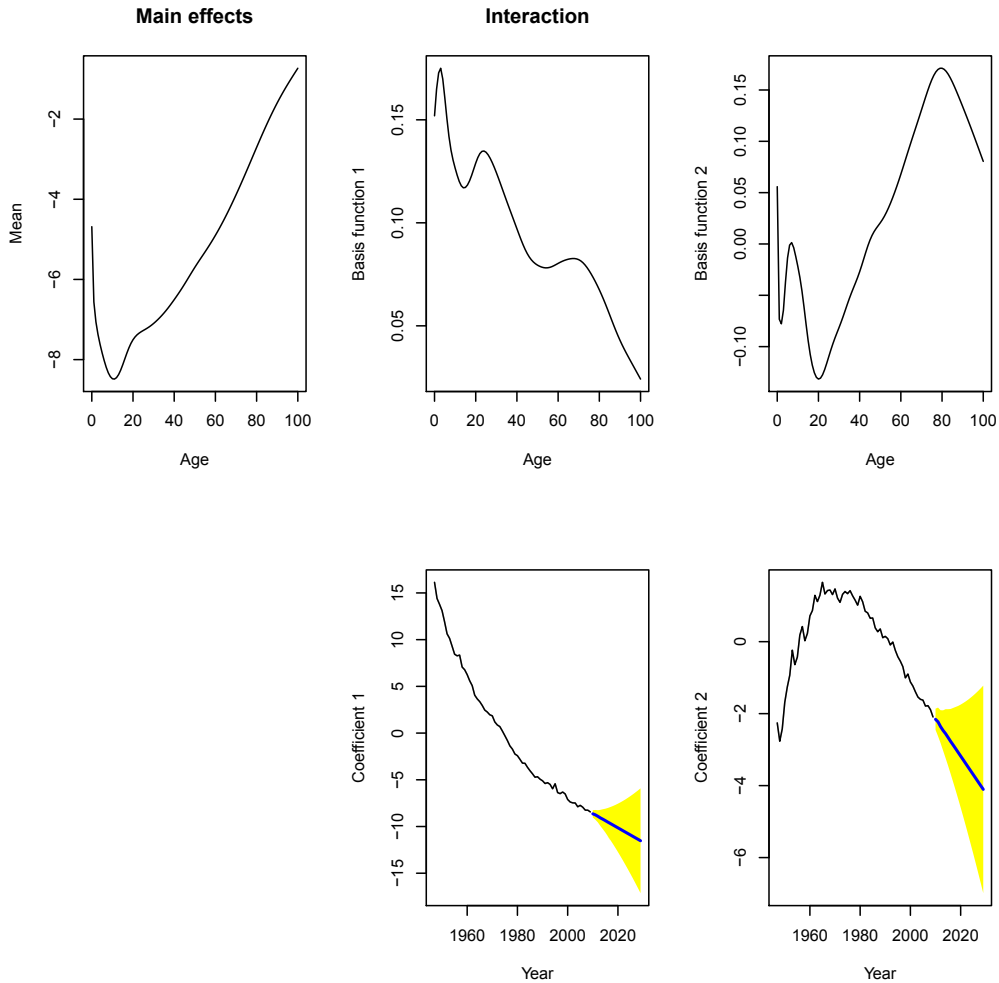 Main effects
Interaction
Mean
−2
−4
−6
−8
0 20 40 60 80 100
Age
Basis function 1
0.15
0.10
0.05
0 20 40 60 80 100
Age
Basis function 2
0.15
0.10
0.05
0.00
−0.10
0 20 40 60 80 100
Age
Coefficient 1
15
10
5
0
−5
−10
−15
1960 1980 2000 2020
Year
Coefficient 2
0
−2
−4
−6
1960 1980 2000 2020
Year